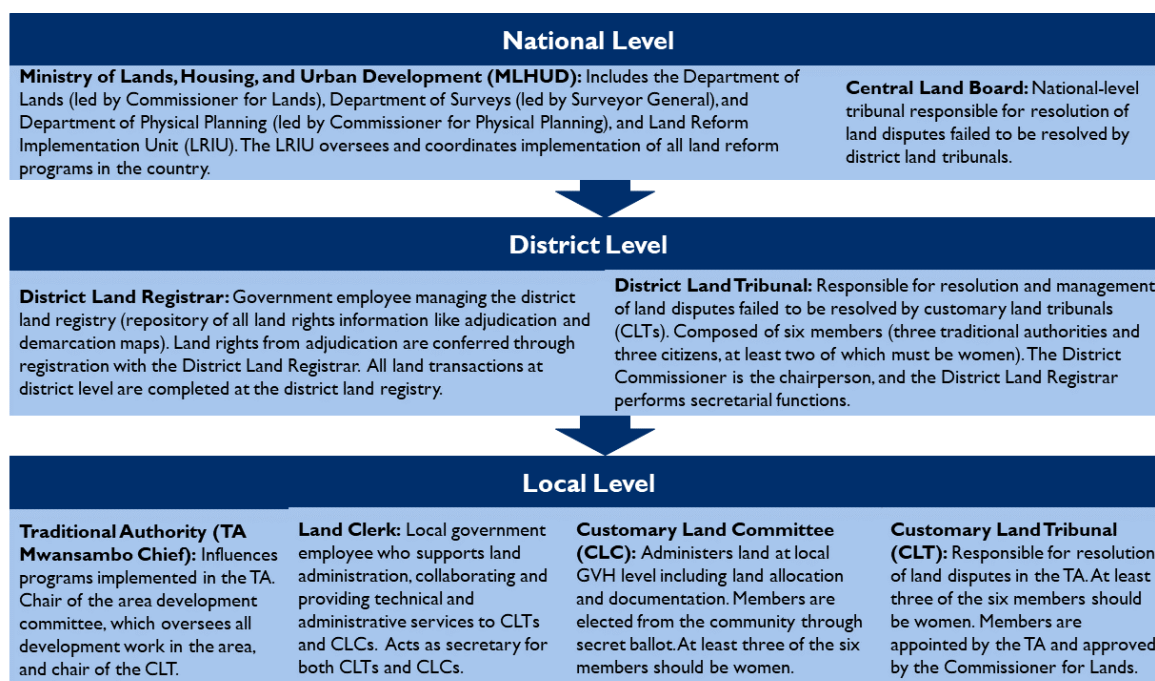 National Level
Ministry of Lands, Housing, and Urban Development (MLHUD): Includes the Department of
Lands (led by Commissioner for Lands), Department of Surveys (led by Surveyor General), and
Department of Physical Planning (led by Commissioner for Physical Planning), and Land Reform
Implementation Unit (LRIU). The LRIU oversees and coordinates implementation of all land reform
programs in the country.
Central Land Board: National-level
tribunal responsible for resolution of
land disputes failed to be resolved by
district land tribunals.
District Level
District Land Registrar: Government employee managing the district
land registry (repository of all land rights information like adjudication and
demarcation maps). Land rights from adjudication are conferred through
registration with the District Land Registrar. All land transactions at
district level are completed at the district land registry.
District Land Tribunal: Responsible for resolution and management
of land disputes failed to be resolved by customary land tribunals
(CLTs). Composed of six members (three traditional authorities and
three citizens, at least two of which must be women). The District
Commissioner is the chairperson, and the District Land Registrar
performs secretarial functions.
Local Level
Traditional Authority (TA
Mwansambo Chief): Influences
programs implemented in the TA.
Chair of the area development
committee, which oversees all
development work in the area,
and chair of the CLT.
Land Clerk: Local government
employee who supports land
administration, collaborating and
providing technical and
administrative services to CLTs
and CLCs. Acts as secretary for
both CLTs and CLCs.
Customary Land Committee
(CLC): Administers land at local
GVH level including land allocation
and documentation. Members are
elected from the community through
secret ballot. At least three of the six
members should be women.
Customary Land Tribunal
(CLT): Responsible for resolution
of land disputes in the TA. At least
three of the six members should
be women. Members are
appointed by the TA and approved
by the Commissioner for Lands.